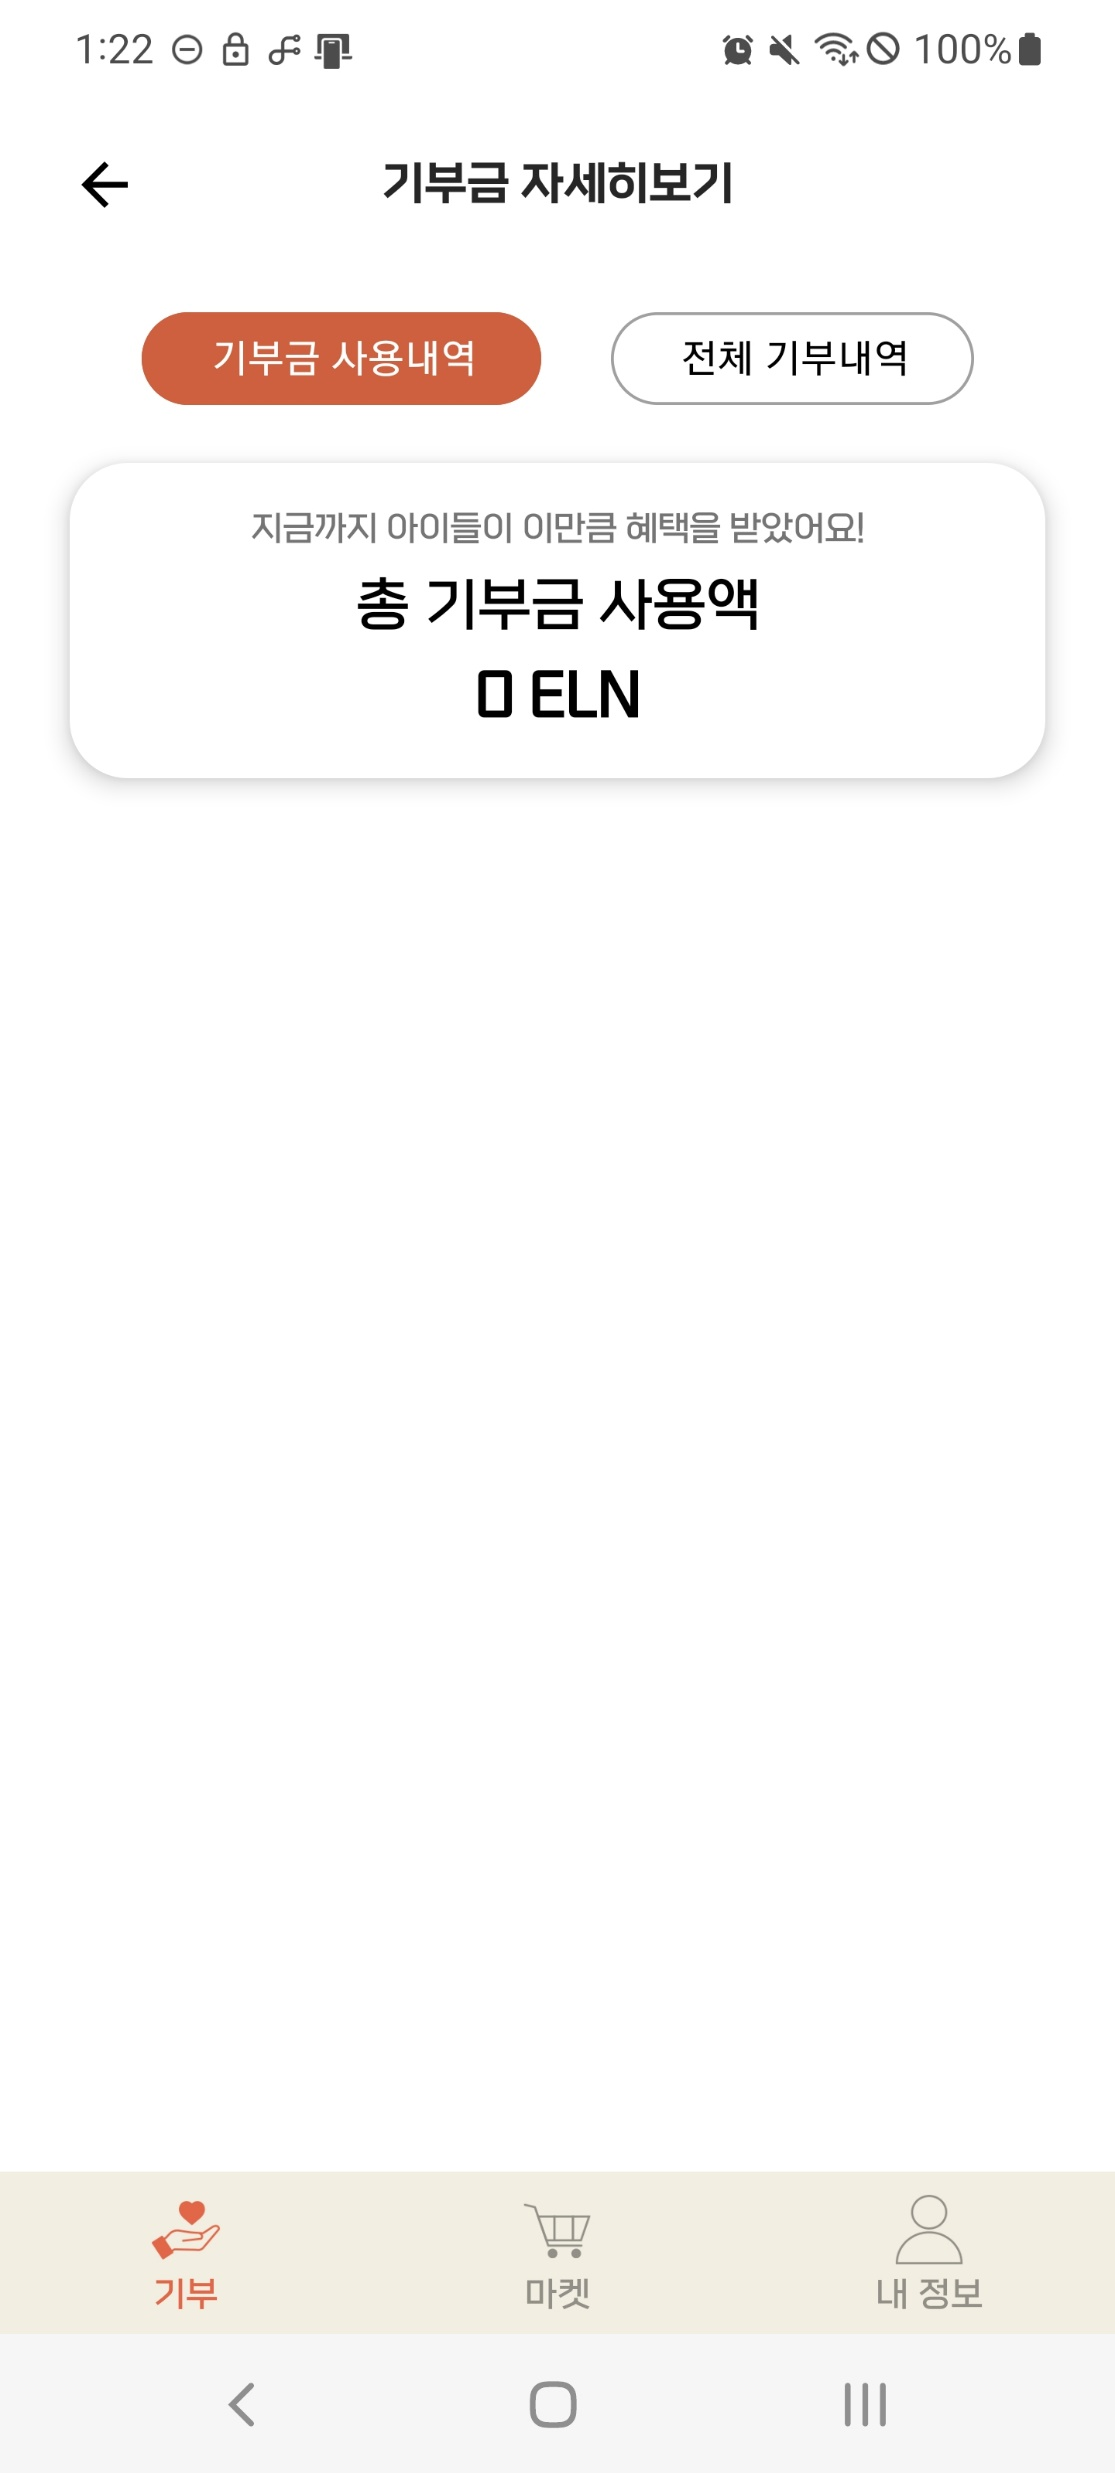 1:22 100%
기부금 자세히보기
기부금 사용내역 전체 기부내역
지금까지 아이들이 이만큼 혜택을 받았어요!
총 기부금 사용액
0 ELN
기부 마켓 내 정보